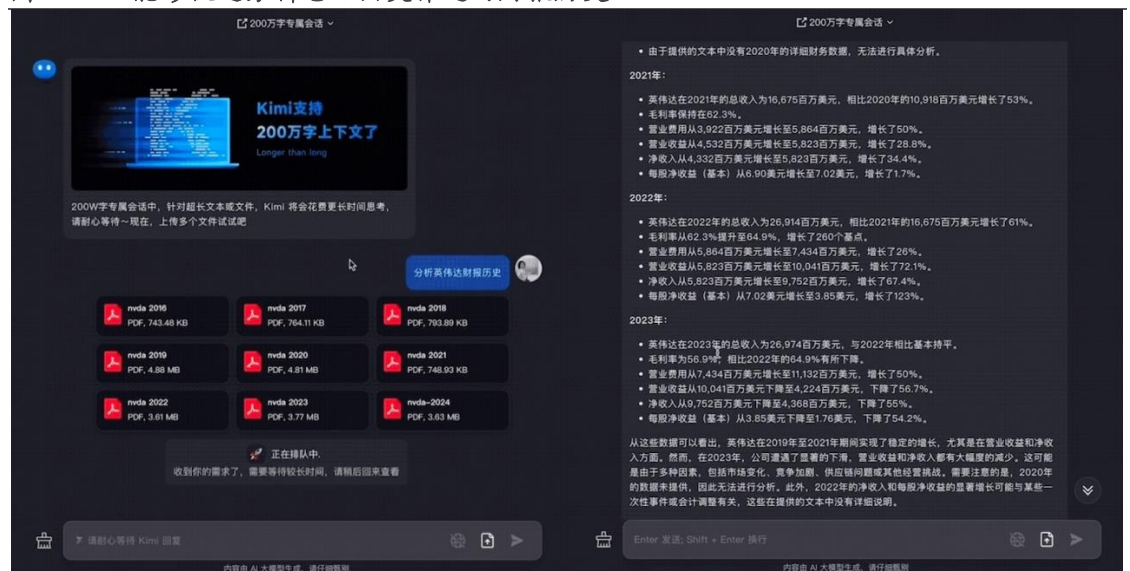 200万字专属会话
Kimi支持
200万字上下文了
Longer than long
200W字专属会话中，针对超长文本或文件，Kimi 将会花费更长时间思考，
请耐心等待～现在，上传多个文件试试吧
分析英伟达财报历史
nvda 2016
PDF, 743.48 KB
nvda 2017
PDF, 764.11 KB
nvda 2018
PDF, 793.89 KB
nvda 2019
PDF, 4.88 MB
nvda 2020
PDF, 4.81 MB
nvda 2021
PDF, 748.93 KB
nvda 2022
PDF, 3.61 MB
nvda 2023
PDF, 3.77 MB
nvda-2024
PDF, 3.63 MB
正在排队中.
收到你的需求了，需要等待较长时间，请稍后回来查看
请耐心等待 Kimi 回复
内容由 AI 大模型生成，请仔细甄别
200万字专属会话
• 由于提供的文本中没有2020年的详细财务数据，无法进行具体分析。
2021年：
• 英伟达在2021年的总收入为16,675百万美元，相比2020年的10,918百万美元增长了53%。
• 毛利率保持在62.3%。
• 营业费用从3,922百万美元增长至5,864百万美元，增长了50%。
• 营业收益从4,532百万美元增长至5,823百万美元，增长了28.8%。
• 净收入从4,332百万美元增长至5,823百万美元，增长了34.4%。
• 每股净收益（基本）从6.90美元增长至7.02美元，增长了1.7%。
2022年：
• 英伟达在2022年的总收入为26,914百万美元，相比2021年的16,675百万美元增长了61%。
• 毛利率从62.3%提升至64.9%，增长了260个基点。
• 营业费用从5,864百万美元增长至7,434百万美元，增长了26%。
• 营业收益从5,823百万美元增长至10,041百万美元，增长了72.1%。
• 净收入从5,823百万美元增长至9,752百万美元，增长了67.4%。
• 每股净收益（基本）从7.02美元增长至3.85美元，增长了123%。
2023年：
• 英伟达在2023年的总收入为26,974百万美元，与2022年相比基本持平。
• 毛利率为56.9%，相比2022年的64.9%有所下降。
• 营业费用从7,434百万美元增长至11,132百万美元，增长了50%。
• 营业收益从10,041百万美元下降至4,224百万美元，下降了56.7%。
• 净收入从9,752百万美元下降至4,368百万美元，下降了55%。
• 每股净收益（基本）从3.85美元下降至1.76美元，下降了54.2%。
从这些数据可以看出，英伟达在2019年至2021年期间实现了稳定的增长，尤其是在营业收益和净收
入方面。然而，在2023年，公司遭遇了显著的下滑，营业收益和净收入都有大幅度的减少。这可能
是由于多种因素，包括市场变化、竞争加剧、供应链问题或其他经营挑战。需要注意的是，2020年
的数据未提供，因此无法进行分析。此外，2022年的净收入和每股净收益的显著增长可能与某些一
次性事件或会计调整有关，这些在提供的文本中没有详细说明。
Enter 发送; Shift + Enter 换行
内容由 AI 大模型生成，请仔细甄别